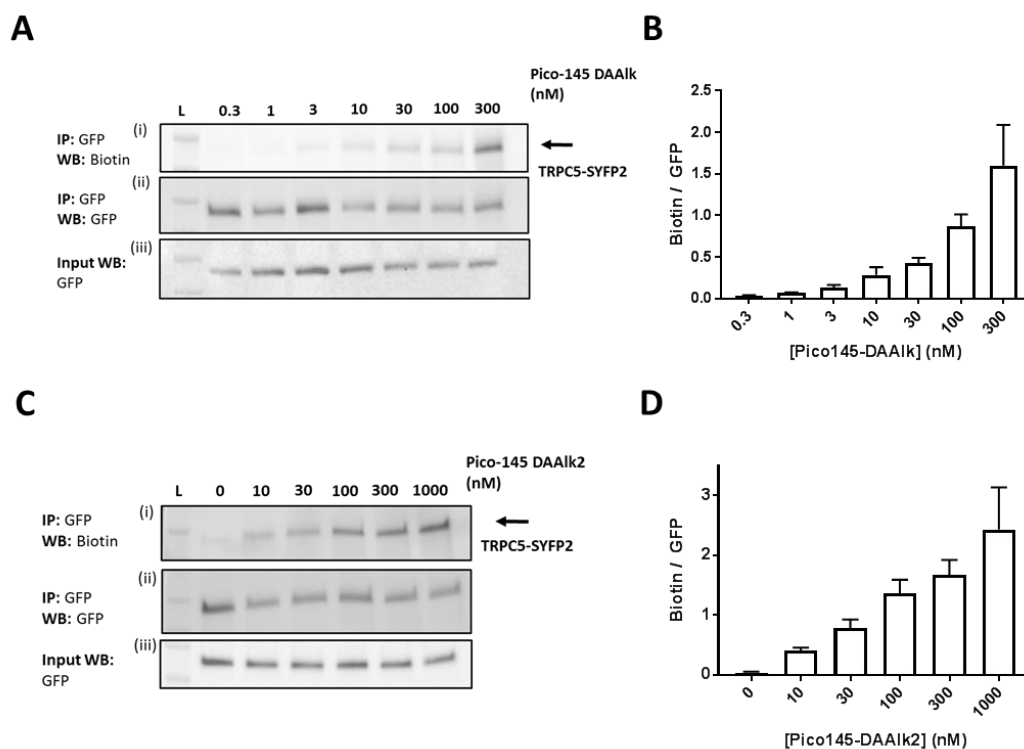 A
Pico-145 DAAlk
(nM)
L 0.3 1 3 10 30 100 300
(i)
IP: GFP
WB: Biotin
TRPC5-SYFP2
(ii)
IP: GFP
WB: GFP
(iii)
Input WB:
GFP
B
Biotin / GFP
2.5
2.0
1.5
1.0
0.5
0.0
0.3 1 3 10 30 100 300
[Pico145-DAAlk] (nM)
C
Pico-145 DAAlk2
(nM)
L 0 10 30 100 300 1000
(i)
IP: GFP
WB: Biotin
TRPC5-SYFP2
(ii)
IP: GFP
WB: GFP
(iii)
Input WB:
GFP
D
Biotin / GFP
3
2
1
0
0 10 30 100 300 1000
[Pico145-DAAlk2] (nM)